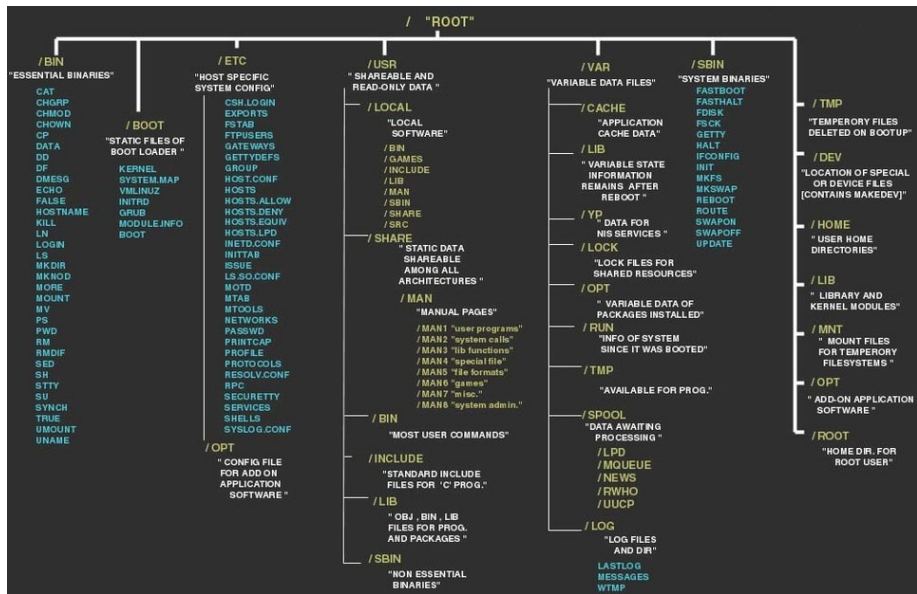 / "ROOT"
/ BIN
"ESSENTIAL BINARIES"
CAT
CHGRP
CHMOD
CHOWN
CP
DATA
DD
DF
DMESG
ECHO
FALSE
HOSTNAME
KILL
LN
LOGIN
LS
MKDIR
MKNOD
MORE
MOUNT
MV
PS
PWD
RM
RMDIF
SED
SH
STTY
SU
SYNCH
TRUE
UMOUNT
UNAME
/ BOOT
"STATIC FILES OF
BOOT LOADER "
KERNEL
SYSTEM.MAP
VMLINUZ
INITRD
GRUB
MODULE.INFO
BOOT
/ ETC
"HOST SPECIFIC
SYSTEM CONFIG"
CSH.LOGIN
EXPORTS
FSTAB
FTPUSERS
GATEWAYS
GETTYDEFS
GROUP
HOST.CONF
HOSTS
HOSTS.ALLOW
HOSTS.DENY
HOSTS.EQUIV
HOSTS.LPD
INETD.CONF
INITTAB
ISSUE
LS.SO.CONF
MOTD
MTAB
MTOOLS
NETWORKS
PASSWD
PRINTCAP
PROFILE
PROTOCOLS
RESOLV.CONF
RPC
SECURETTY
SERVICES
SHELLS
SYSLOG.CONF
/ OPT
" CONFIG FILE
FOR ADD ON
APPLICATION
SOFTWARE "
/ USR
" SHAREABLE AND
READ-ONLY DATA "
/ LOCAL
"LOCAL
SOFTWARE"
/ BIN
/ GAMES
/ INCLUDE
/ LIB
/ MAN
/ SBIN
/ SHARE
/ SRC
/ SHARE
"STATIC DATA
SHAREABLE
AMONG ALL
ARCHITECTURES "
/ MAN
"MANUAL PAGES"
/ MAN1 "user programs"
/ MAN2 "system calls"
/ MAN3 "lib functions"
/ MAN4 "special file"
/ MAN5 "file formats"
/ MAN6 "games"
/ MAN7 "misc."
/ MAN8 "system admin."
/ BIN
"MOST USER COMMANDS"
/ INCLUDE
"STANDARD INCLUDE
FILES FOR 'C' PROG."
/ LIB
" OBJ , BIN , LIB
FILES FOR PROG.
AND PACKAGES "
/ SBIN
"NON ESSENTIAL
BINARIES"
/ VAR
"VARIABLE DATA FILES"
/ CACHE
"APPLICATION
CACHE DATA"
/ LIB
" VARIABLE STATE
INFORMATION
REMAINS AFTER
REBOOT "
/ YP
" DATA FOR
NIS SERVICES "
/ LOCK
"LOCK FILES FOR
SHARED RESOURCES"
/ OPT
" VARIABLE DATA OF
PACKAGES INSTALLED"
/ RUN
"INFO OF SYSTEM
SINCE IT WAS BOOTED"
/ TMP
"AVAILABLE FOR PROG."
/ SPOOL
"DATA AWAITING
PROCESSING "
/ LPD
/ MQUEUE
/ NEWS
/ RWHO
/ UUCP
/ LOG
"LOG FILES
AND DIR"
LASTLOG
MESSAGES
WTMP
/ SBIN
"SYSTEM BINARIES"
FASTBOOT
FASTHALT
FDISK
FSCK
GETTY
HALT
IFCONFIG
INIT
MKFS
MKSWAP
REBOOT
ROUTE
SWAPON
SWAPOFF
UPDATE
/ TMP
"TEMPERORY FILES
DELETED ON BOOTUP"
/ DEV
"LOCATION OF SPECIAL
OR DEVICE FILES
[CONTAINS MAKEDEV]
/ HOME
" USER HOME
DIRECTORIES"
/ LIB
" LIBRARY AND
KERNEL MODULES"
/ MNT
" MOUNT FILES
FOR TEMPERORY
FILESYSTEMS "
/ OPT
" ADD-ON APPLICATION
SOFTWARE "
/ ROOT
"HOME DIR. FOR
ROOT USER"